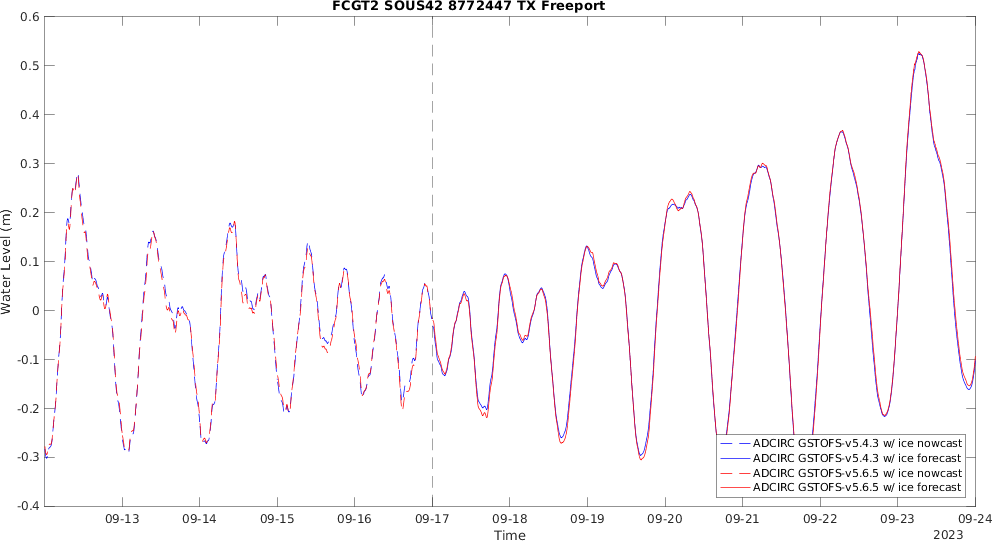 FCGT2 SOUS42 8772447 TX Freeport
0.6
0.5
0.4
0.3
0.2
0.1
0
-0.1
-0.2
-0.3
-0.4
Water Level (m)
ADCIRC GSTOFS-v5.4.3 w/ ice nowcast
ADCIRC GSTOFS-v5.4.3 w/ ice forecast
ADCIRC GSTOFS-v5.6.5 w/ ice nowcast
ADCIRC GSTOFS-v5.6.5 w/ ice forecast
09-13 09-14 09-15 09-16 09-17 09-18 09-19 09-20 09-21 09-22 09-23 09-24
Time
2023